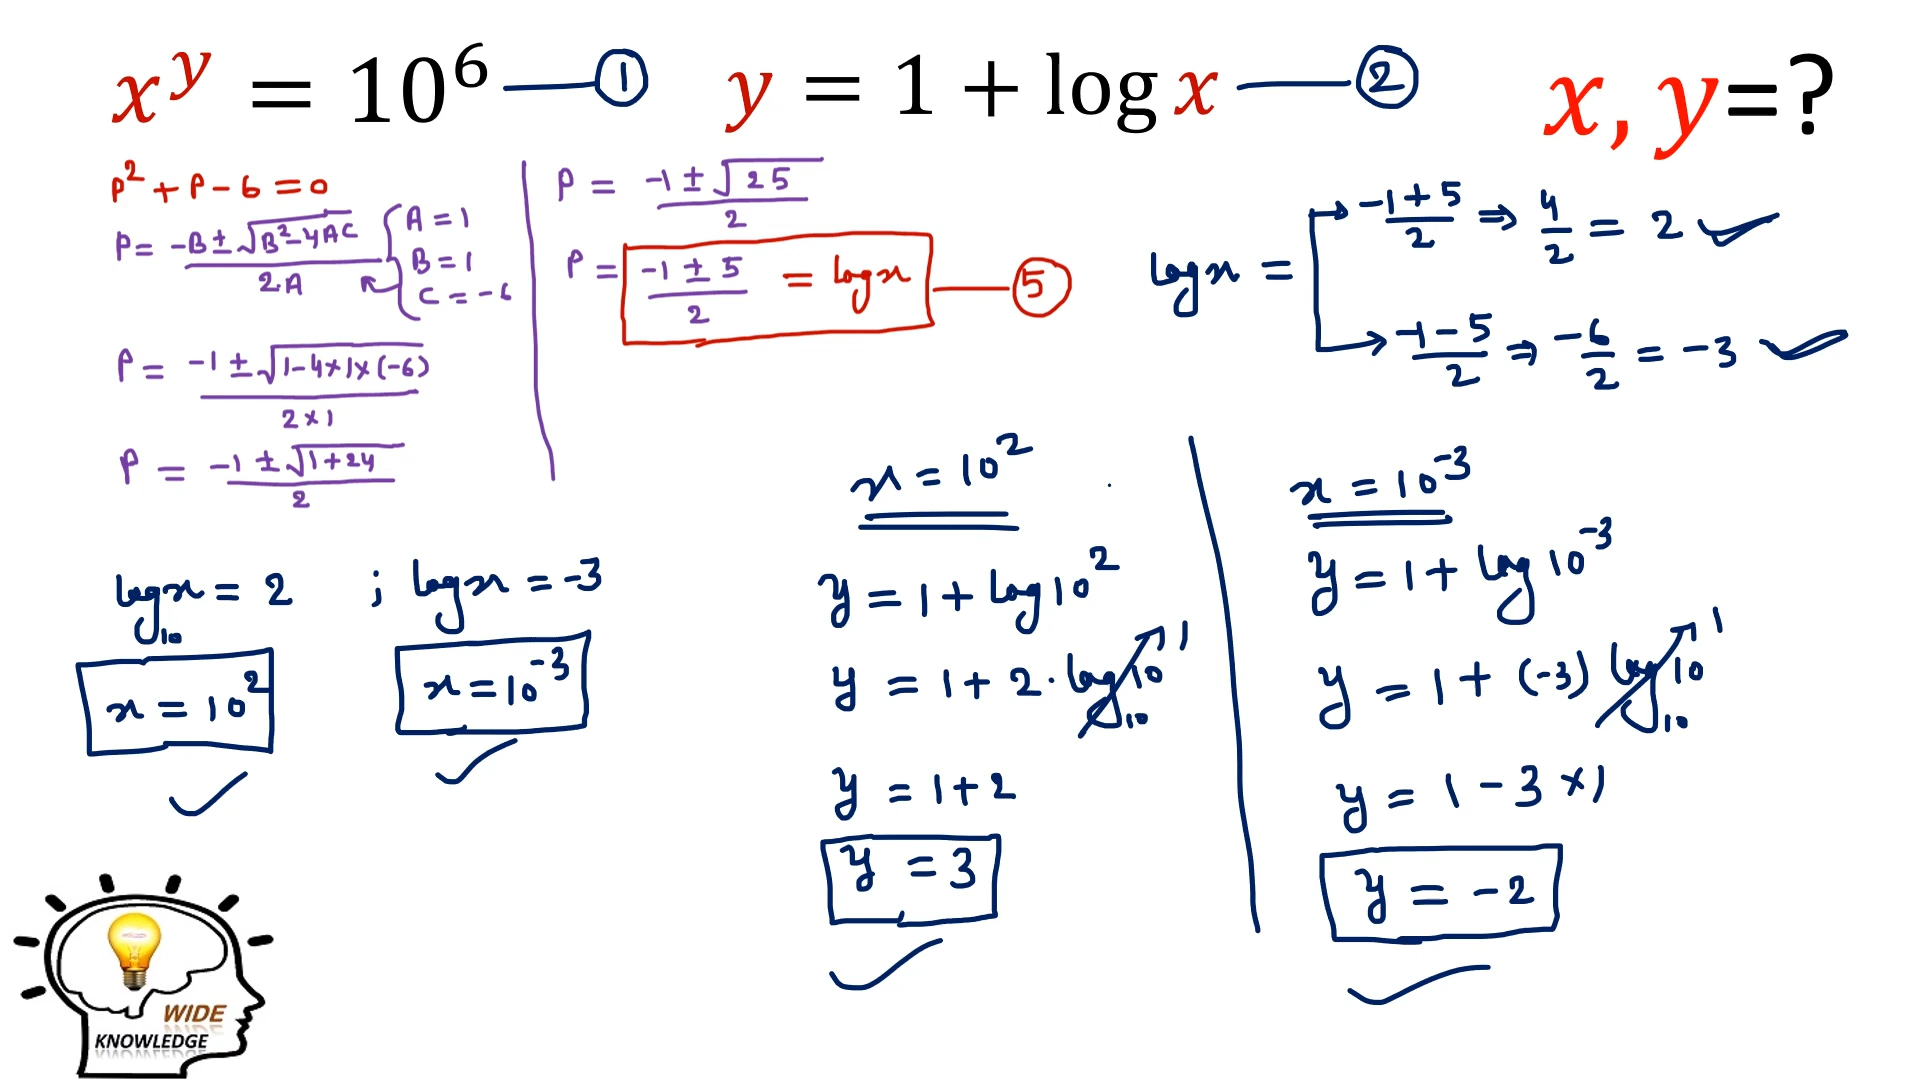 x^y = 10^6 — ① y = 1 + log x — ② x, y=?
P² + P - 6 = 0
P = (-B ± √(B² - 4AC)) / (2.A)
A = 1
B = 1
C = -6
P = (-1 ± √(1 - 4×1×(-6))) / (2×1)
P = (-1 ± √(1+24)) / 2
P = (-1 ± √25) / 2
P = (-1 ± 5) / 2 = log x — ⑤
log x =
(-1 + 5) / 2 ⇒ 4/2 = 2 ✓
(-1 - 5) / 2 ⇒ -6/2 = -3 ✓
log₁₀ x = 2 ; log x = -3
x = 10² x = 10⁻³
✓ ✓
x = 10²
y = 1 + log 10²
y = 1 + 2 · log₁₀ 10 ↗ 1
y = 1 + 2
y = 3
✓
x = 10⁻³
y = 1 + log 10⁻³
y = 1 + (-3) log₁₀ 10 ↗ 1
y = 1 - 3 × 1
y = -2
✓
WIDE
KNOWLEDGE